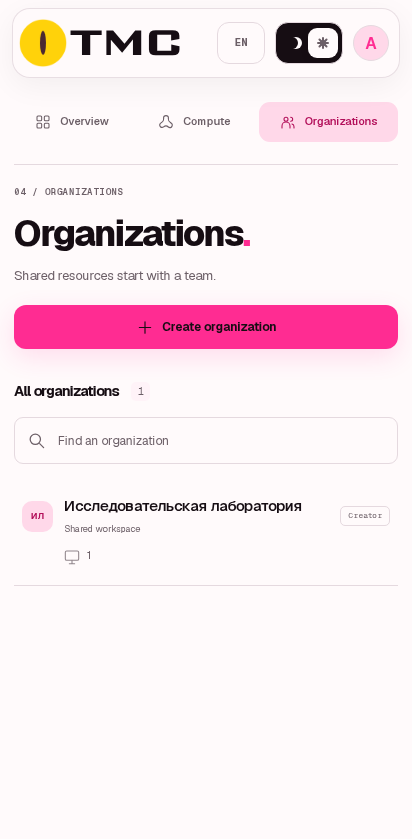 TMC
EN
A
Overview
Compute
Organizations
04 / ORGANIZATIONS
Organizations.
Shared resources start with a team.
Create organization
All organizations 1
Find an organization
ИЛ
Исследовательская лаборатория
Creator
Shared workspace
1